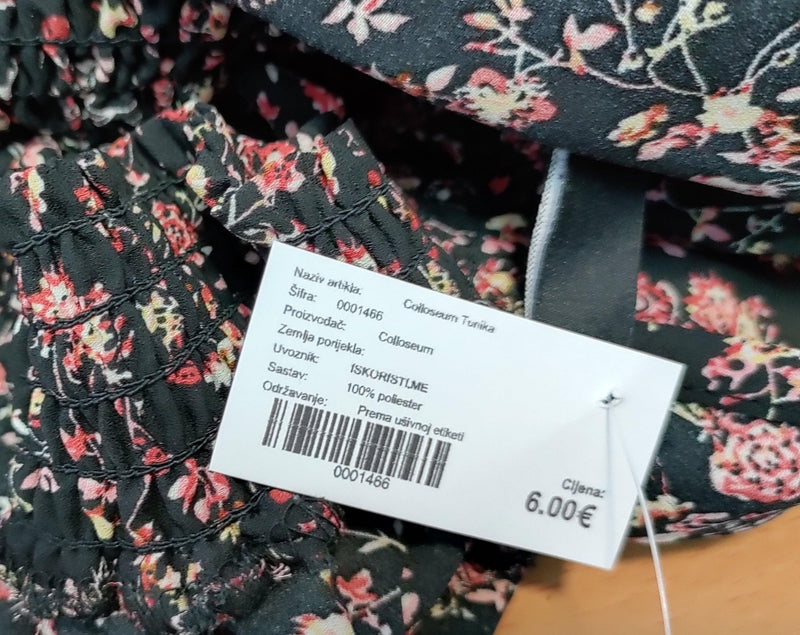 Naziv artikla: Colloseum Tunika
Šifra: 0001466
Proizvođač: Colloseum
Zemlja porijekla:
Uvoznik: ISKORISTI.ME
Sastav: 100% poliester
Održavanje: Prema ušivnoj etiketi
0001466
Cijena:
6.00€